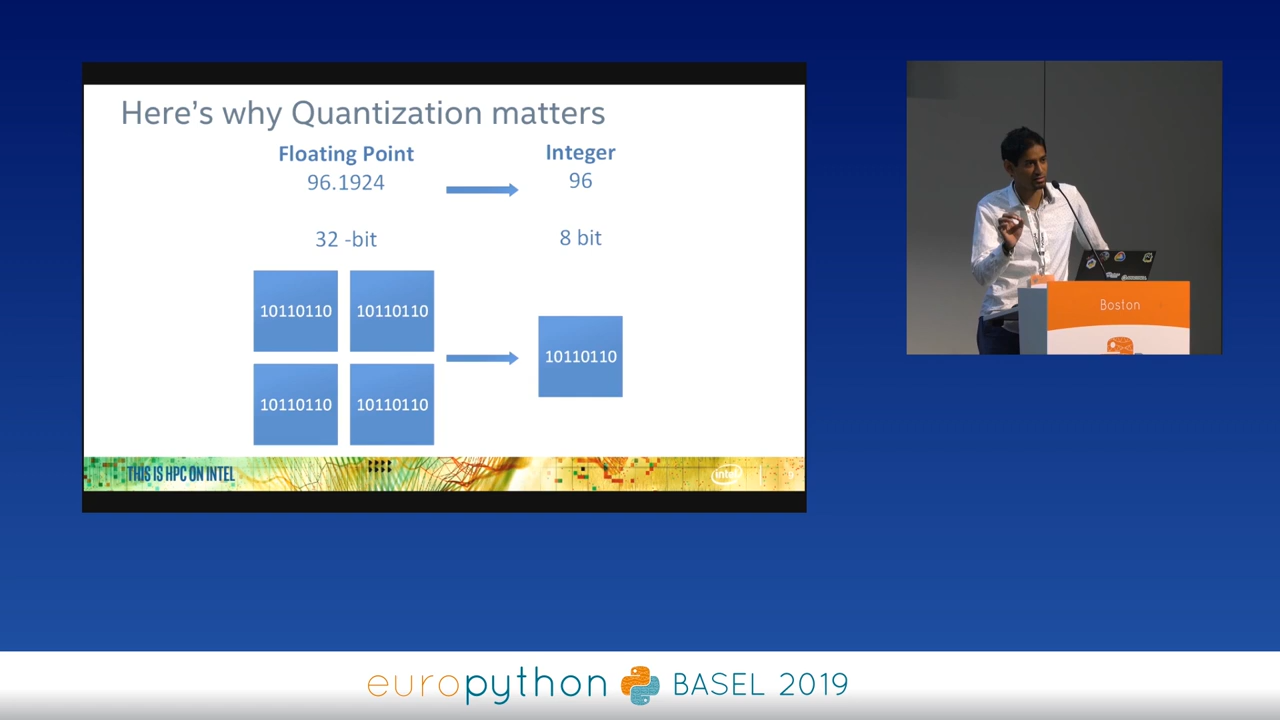 Here's why Quantization matters
Floating Point
Integer
96.1924
96
32 -bit
8 bit
10110110
10110110
10110110
10110110
10110110
THIS IS HPC ON INTEL
intel
9
Boston
europython BASEL 2019